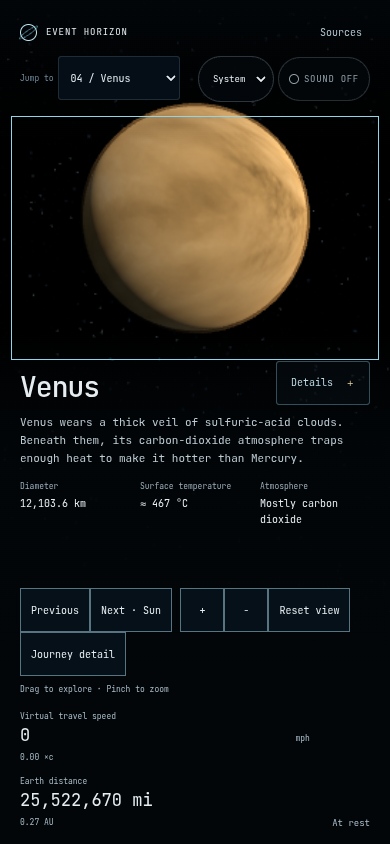 EVENT HORIZON
Sources
Jump to
04 / Venus
System
SOUND OFF
Venus
Details +
Venus wears a thick veil of sulfuric-acid clouds.
Beneath them, its carbon-dioxide atmosphere traps
enough heat to make it hotter than Mercury.
Diameter
12,103.6 km
Surface temperature
≈ 467 °C
Atmosphere
Mostly carbon
dioxide
Previous
Next · Sun
+
-
Reset view
Journey detail
Drag to explore · Pinch to zoom
Virtual travel speed
0
mph
0.00 ×c
Earth distance
25,522,670 mi
0.27 AU
At rest